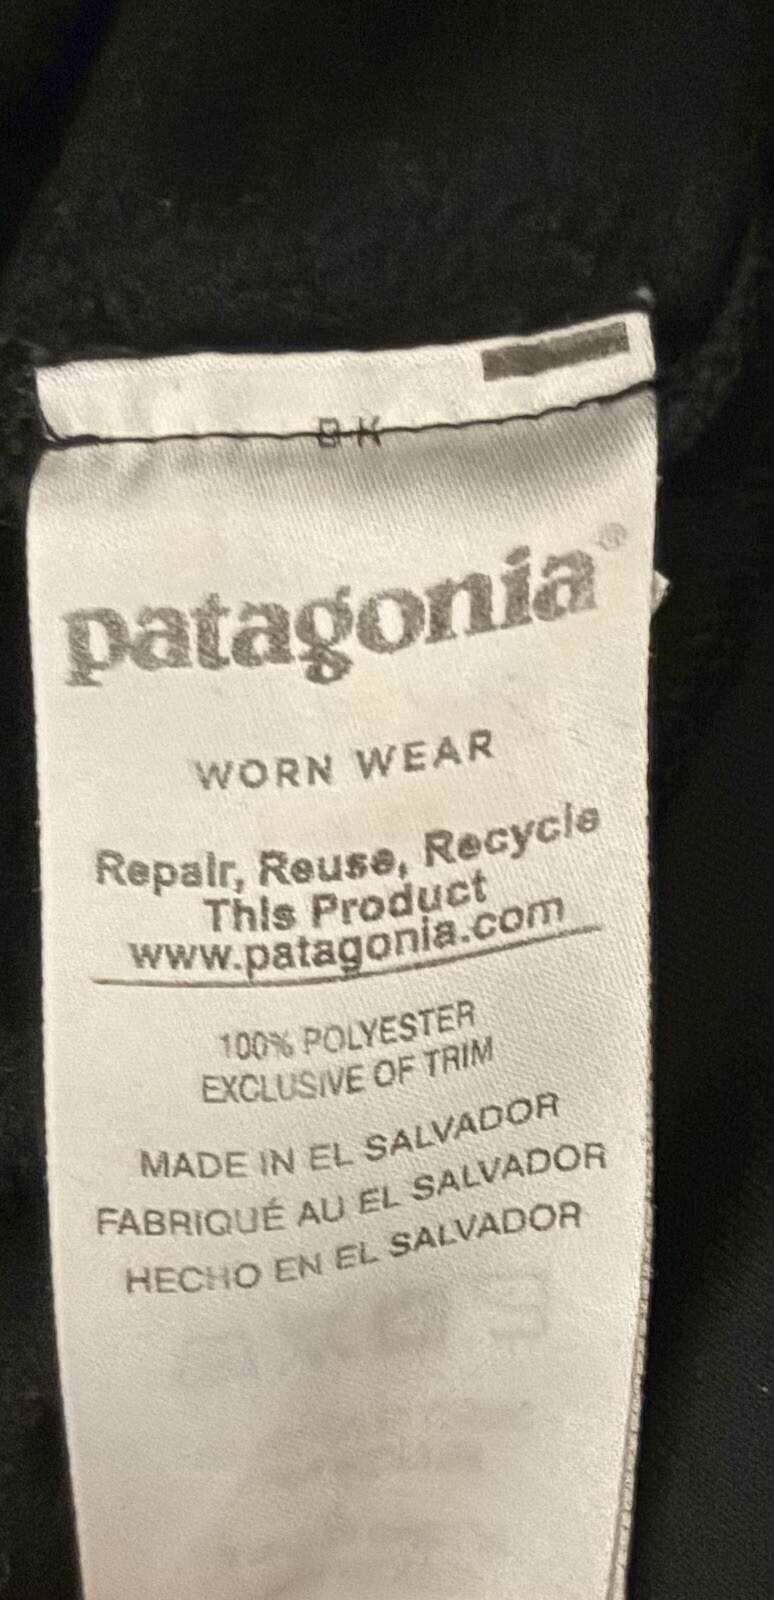 BK
patagonia®
WORN WEAR
Repair, Reuse, Recycle
This Product
www.patagonia.com
100% POLYESTER
EXCLUSIVE OF TRIM
MADE IN EL SALVADOR
FABRIQUÉ AU EL SALVADOR
HECHO EN EL SALVADOR